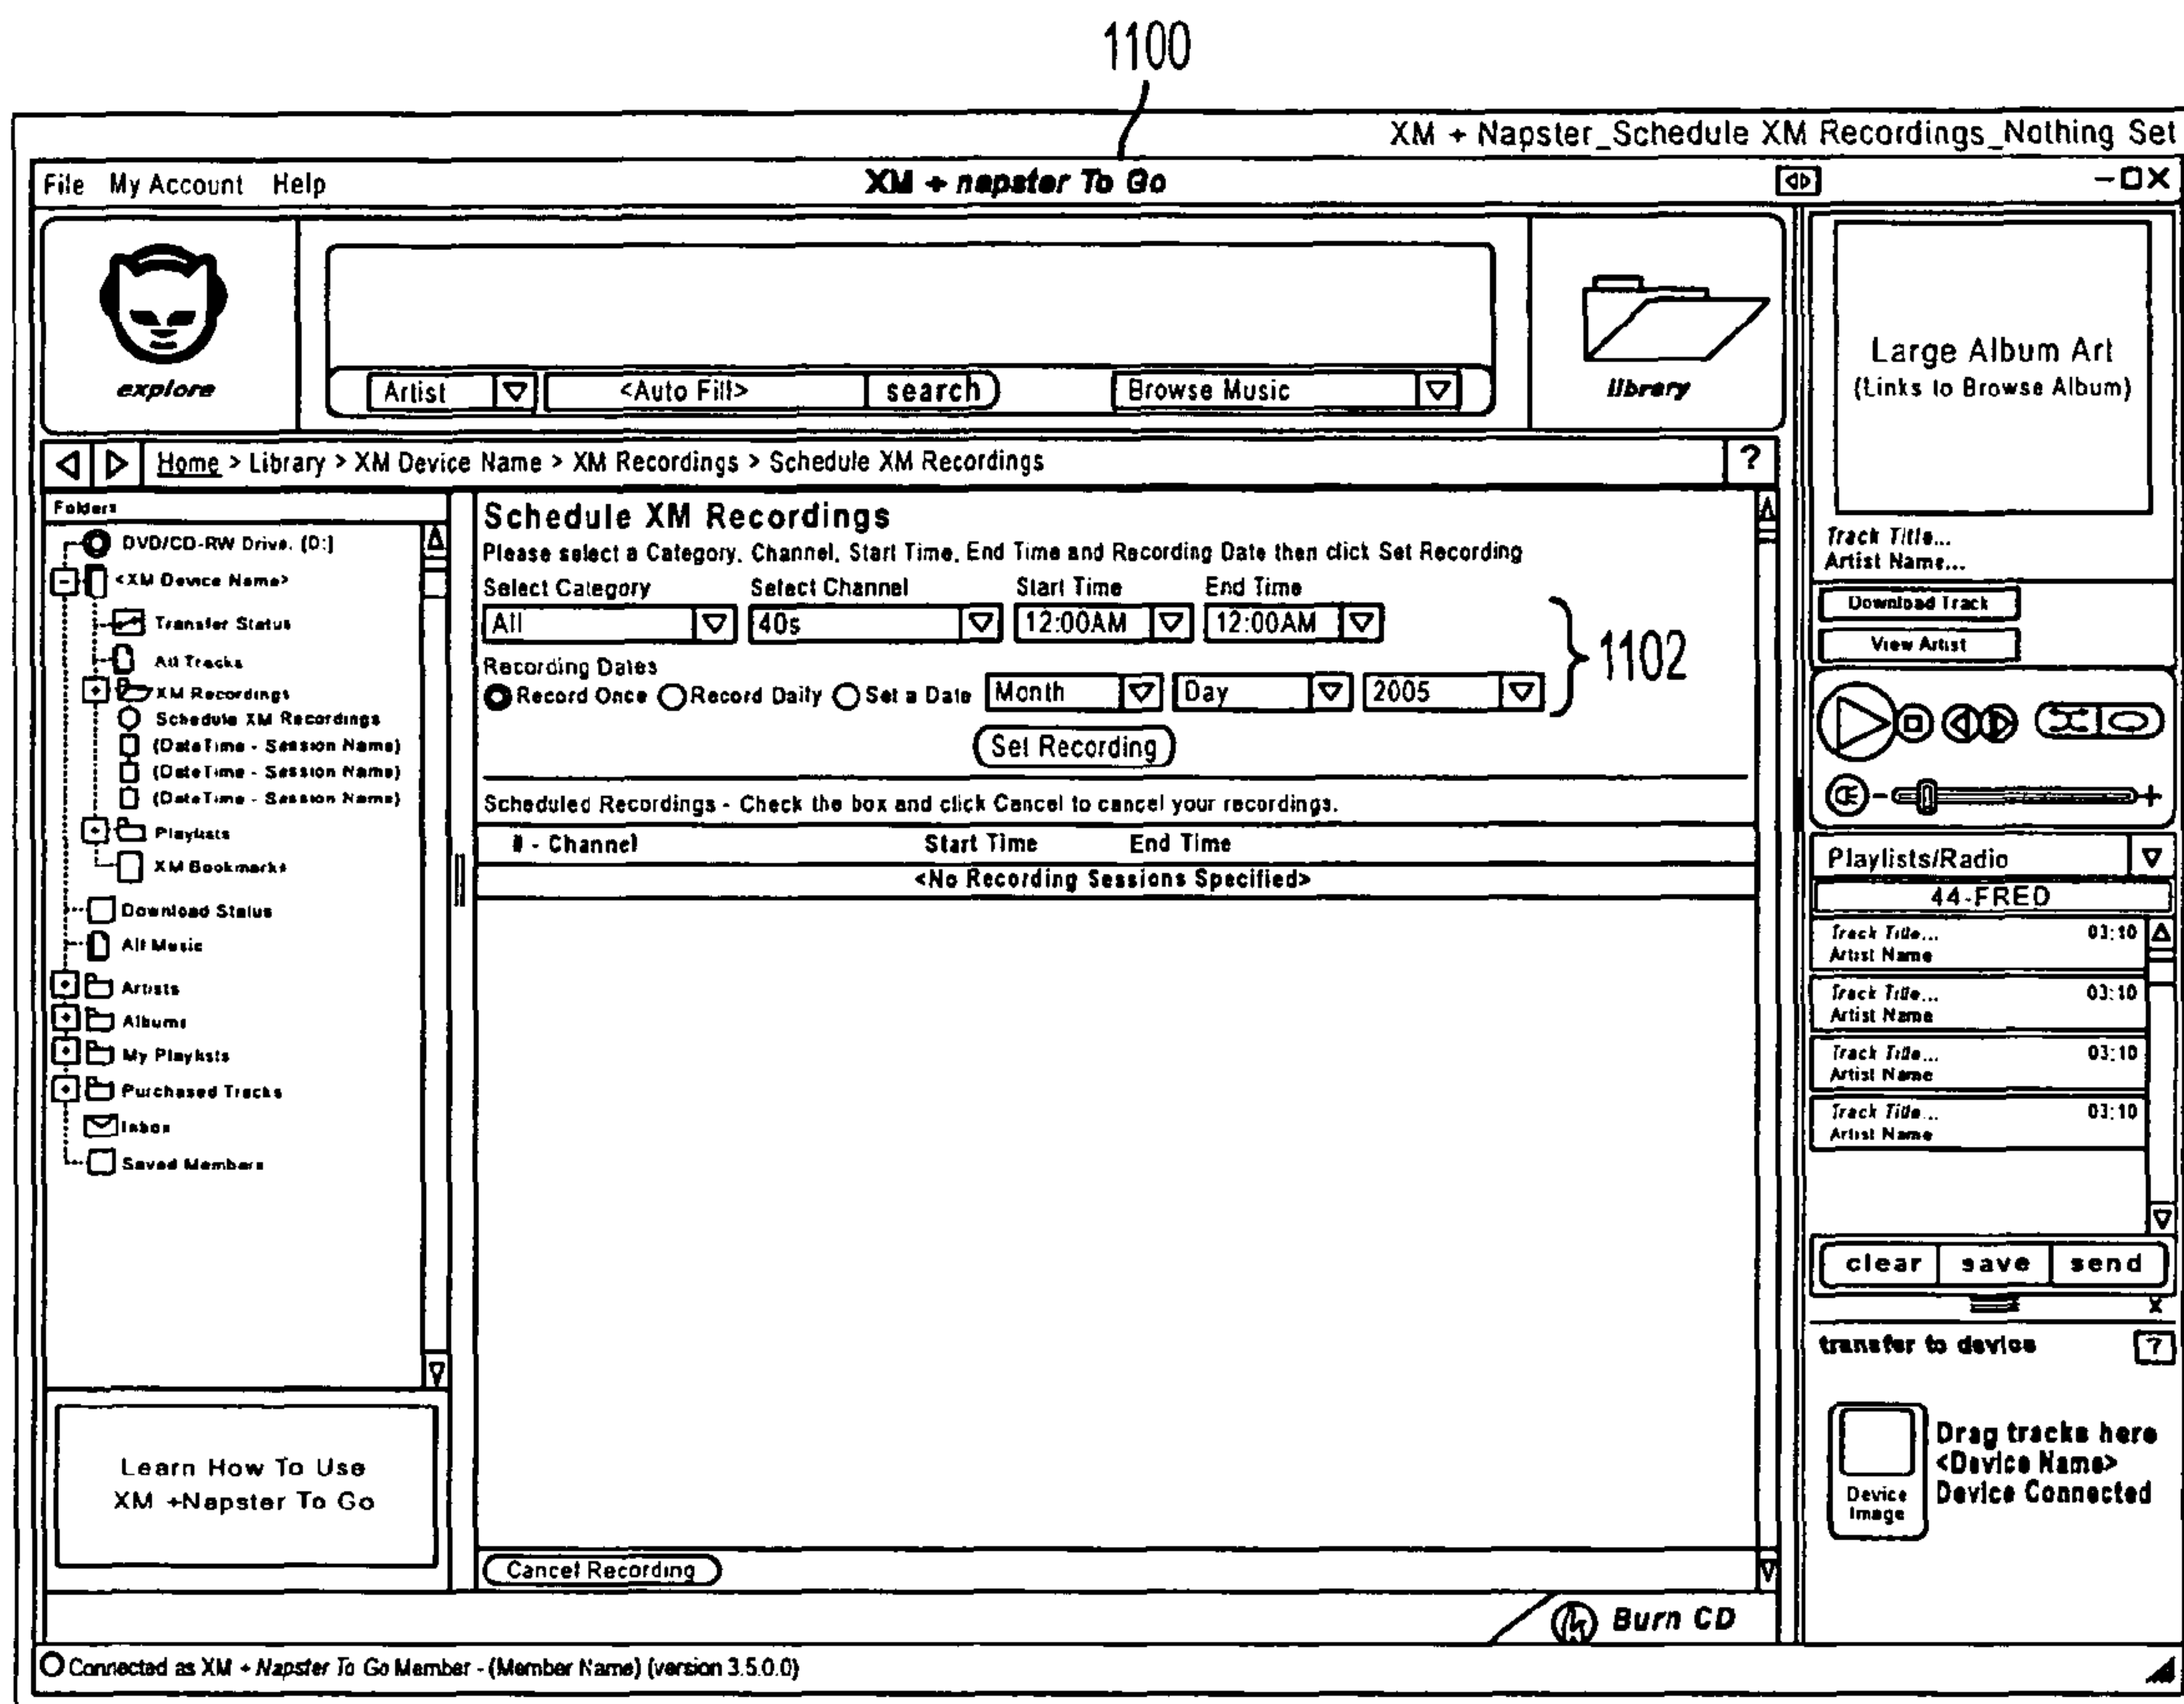 1100
XM + Napster_Schedule XM Recordings_Nothing Set
File My Account Help
XM + napster To Go
explore
Artist
<Auto Fill>
search
Browse Music
library
Home > Library > XM Device Name > XM Recordings > Schedule XM Recordings
?
Folders
DVD/CD-RW Drive. (D:)
<XM Device Name>
Transfer Status
All Tracks
XM Recordings
Schedule XM Recordings
(DateTime - Session Name)
(DateTime - Session Name)
(DateTime - Session Name)
Playlists
XM Bookmarks
Download Status
All Music
Artists
Albums
My Playlists
Purchased Tracks
Inbox
Saved Members
Learn How To Use
XM +Napster To Go
Schedule XM Recordings
Please select a Category, Channel, Start Time, End Time and Recording Date then click Set Recording
Select Category Select Channel Start Time End Time
All 40s 12:00AM 12:00AM
1102
Recording Dates
Record Once Record Daily Set a Date Month Day 2005
Set Recording
Scheduled Recordings - Check the box and click Cancel to cancel your recordings.
# - Channel Start Time End Time
<No Recording Sessions Specified>
Cancel Recording
Burn CD
Large Album Art
(Links to Browse Album)
Track Title...
Artist Name...
Download Track
View Artist
- +
Playlists/Radio
44-FRED
Track Title... 03:10
Artist Name
Track Title... 03:10
Artist Name
Track Title... 03:10
Artist Name
Track Title... 03:10
Artist Name
clear save send
x
transfer to device ?
Device
Image
Drag tracks here
<Device Name>
Device Connected
Connected as XM + Napster To Go Member - (Member Name) (version 3.5.0.0)